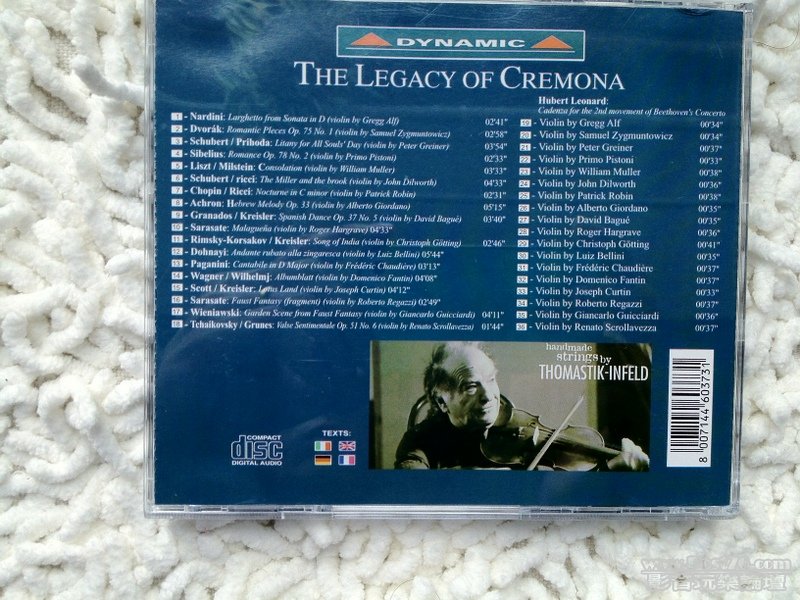 DYNAMIC
THE LEGACY OF CREMONA
1 - Nardini: Larghetto from Sonata in D (violin by Gregg Alf) 02'41"
2 - Dvorák: Romantic Pieces Op. 75 No. 1 (violin by Samuel Zygmuntowicz) 02'58"
3 - Schubert / Prihoda: Litany for All Souls' Day (violin by Peter Greiner) 03'54"
4 - Sibelius: Romance Op. 78 No. 2 (violin by Primo Pistoni) 02'33"
5 - Liszt / Milstein: Consolation (violin by William Muller) 03'33"
6 - Schubert / ricci: The Miller and the brook (violin by John Dilworth) 04'33"
7 - Chopin / Ricci: Nocturne in C minor (violin by Patrick Robin) 02'31"
8 - Achron: Hebrew Melody Op. 33 (violin by Alberto Giordano) 05'15"
9 - Granados / Kreisler: Spanish Dance Op. 37 No. 5 (violin by David Bagué) 03'40"
10 - Sarasate: Malagueña (violin by Roger Hargrave) 04'33"
11 - Rimsky-Korsakov / Kreisler: Song of India (violin by Christoph Götting) 02'46"
12 - Dohnayi: Andante rubato alla zingaresca (violin by Luiz Bellini) 05'44"
13 - Paganini: Cantabile in D Major (violin by Frédéric Chaudière) 03'13"
14 - Wagner / Wilhelmj: Albumblatt (violin by Domenico Fantin) 04'08"
15 - Scott / Kreisler: Lotus Land (violin by Joseph Curtin) 04'12"
16 - Sarasate: Faust Fantasy (fragment) (violin by Roberto Regazzi) 02'49"
17 - Wieniawski: Garden Scene from Faust Fantasy (violin by Giancarlo Guicciardi) 04'11"
18 - Tchaikovsky / Grunes: Valse Sentimentale Op. 51 No. 6 (violin by Renato Scrollavezza) 01'44"
Hubert Leonard:
Cadenza for the 2nd movement of Beethoven's Concerto
19 - Violin by Gregg Alf 00'34"
20 - Violin by Samuel Zygmuntowicz 00'34"
21 - Violin by Peter Greiner 00'37"
22 - Violin by Primo Pistoni 00'33"
23 - Violin by William Muller 00'38"
24 - Violin by John Dilworth 00'36"
25 - Violin by Patrick Robin 00'38"
26 - Violin by Alberto Giordano 00'35"
27 - Violin by David Bagué 00'35"
28 - Violin by Roger Hargrave 00'36"
29 - Violin by Christoph Götting 00'41"
30 - Violin by Luiz Bellini 00'35"
31 - Violin by Frédéric Chaudière 00'37"
32 - Violin by Domenico Fantin 00'37"
33 - Violin by Joseph Curtin 00'33"
34 - Violin by Roberto Regazzi 00'37"
35 - Violin by Giancarlo Guicciardi 00'36"
36 - Violin by Renato Scrollavezza 00'37"
handmade
strings by
THOMASTIK-INFELD
COMPACT
disc
DIGITAL AUDIO
TEXTS:
8 007144 603731
影音玩樂論壇